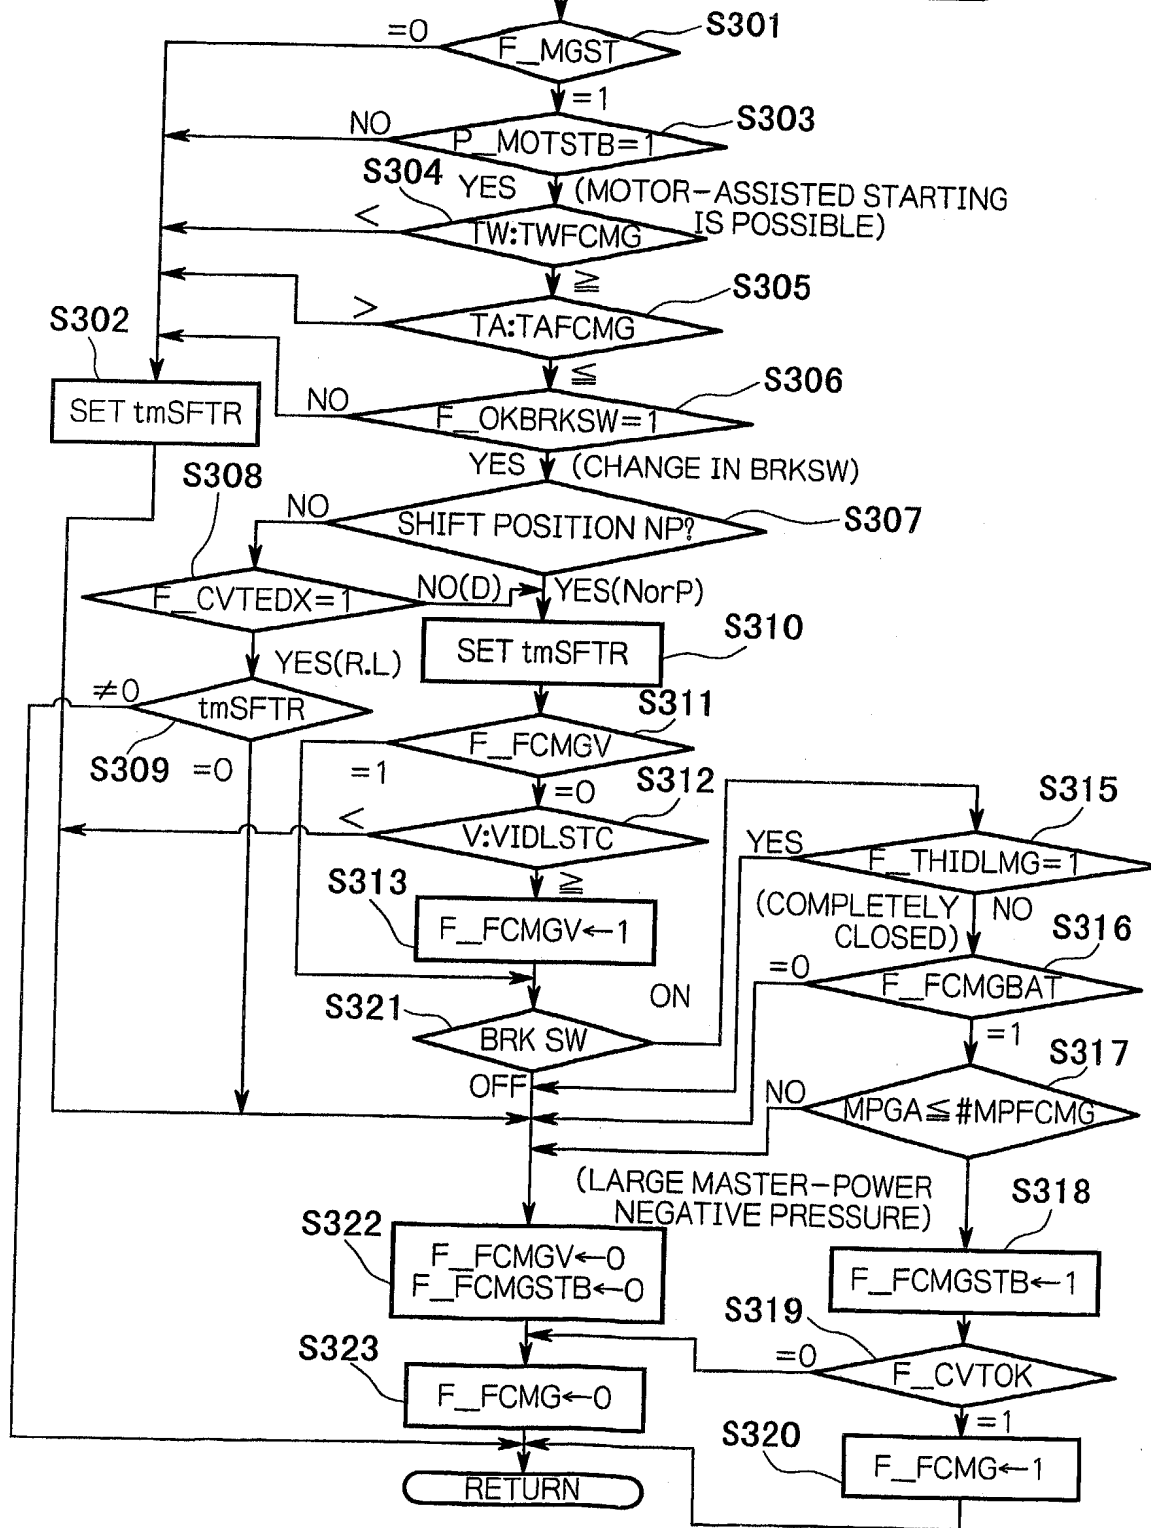 S301
=0
F_MGST
=1
S303
NO
P_MOTSTB=1
S304
YES
(MOTOR-ASSISTED STARTING
IS POSSIBLE)
<
TW:TWFCMG
≧
S305
>
TA:TAFCMG
S302
≦
S306
SET tmSFTR
NO
F_OKBRKSW=1
YES
(CHANGE IN BRKSW)
S308
NO
SHIFT POSITION NP?
S307
F_CVTEDX=1
NO(D)
YES(NorP)
S310
SET tmSFTR
YES(R.L)
≠0
tmSFTR
S311
S309
=0
F_FCMGV
=1
=0
S312
S315
<
V:VIDLSTC
YES
F_THIDLMG=1
S313
≧
(COMPLETELY
CLOSED)
NO
F_FCMGV←1
S316
=0
F_FCMGBAT
S321
ON
BRK SW
=1
S317
OFF
NO
MPGA≦#MPFCMG
(LARGE MASTER-POWER
NEGATIVE PRESSURE)
S318
S322
F_FCMGV←0
F_FCMGSTB←0
F_FCMGSTB←1
S319
S323
=0
F_CVTOK
F_FCMG←0
=1
S320
F_FCMG←1
RETURN